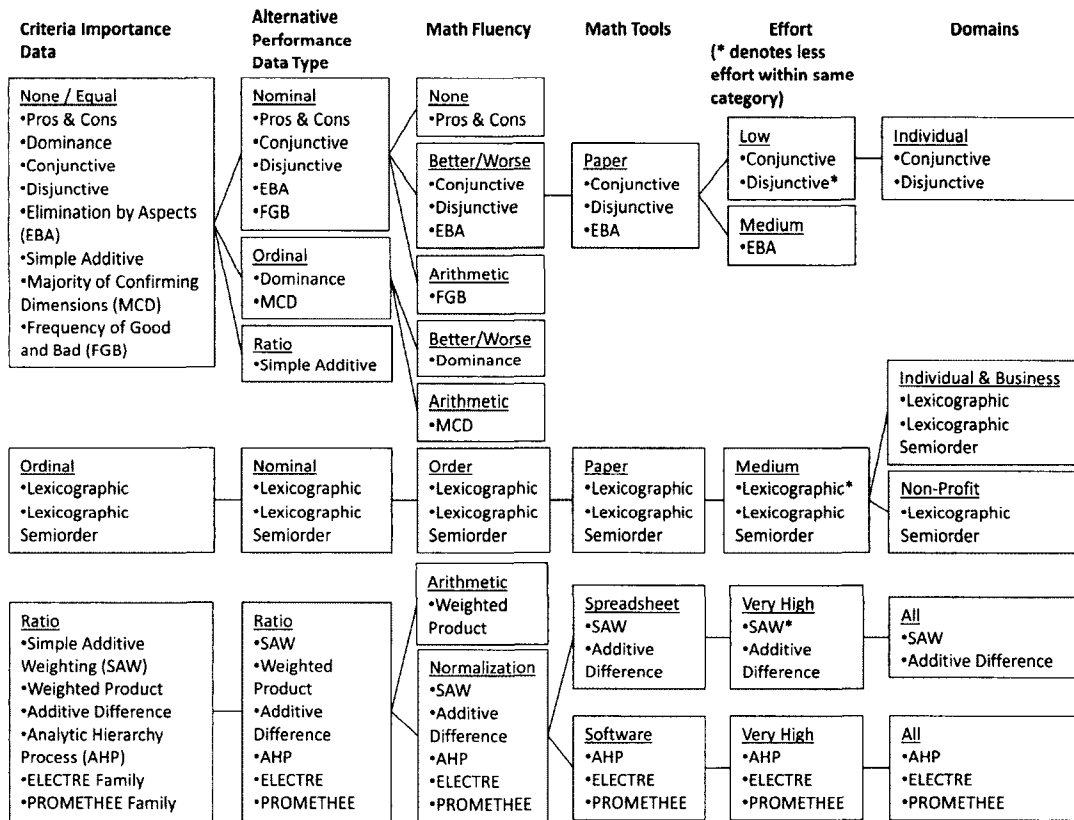 Criteria Importance
Data
Alternative
Performance
Data Type
Math Fluency
Math Tools
Effort
(* denotes less
effort within same
category)
Domains
None / Equal
•Pros & Cons
•Dominance
•Conjunctive
•Disjunctive
•Elimination by Aspects
(EBA)
•Simple Additive
•Majority of Confirming
Dimensions (MCD)
•Frequency of Good
and Bad (FGB)
Nominal
•Pros & Cons
•Conjunctive
•Disjunctive
•EBA
•FGB
Ordinal
•Dominance
•MCD
Ratio
•Simple Additive
None
•Pros & Cons
Better/Worse
•Conjunctive
•Disjunctive
•EBA
Arithmetic
•FGB
Better/Worse
•Dominance
Arithmetic
•MCD
Paper
•Conjunctive
•Disjunctive
•EBA
Low
•Conjunctive
•Disjunctive*
Medium
•EBA
Individual
•Conjunctive
•Disjunctive
Ordinal
•Lexicographic
•Lexicographic
Semiorder
Nominal
•Lexicographic
•Lexicographic
Semiorder
Order
•Lexicographic
•Lexicographic
Semiorder
Paper
•Lexicographic
•Lexicographic
Semiorder
Medium
•Lexicographic*
•Lexicographic
Semiorder
Individual & Business
•Lexicographic
•Lexicographic
Semiorder
Non-Profit
•Lexicographic
Semiorder
Ratio
•Simple Additive
Weighting (SAW)
•Weighted Product
•Additive Difference
•Analytic Hierarchy
Process (AHP)
•ELECTRE Family
•PROMETHEE Family
Ratio
•SAW
•Weighted
Product
•Additive
Difference
•AHP
•ELECTRE
•PROMETHEE
Arithmetic
•Weighted
Product
Normalization
•SAW
•Additive
Difference
•AHP
•ELECTRE
•PROMETHEE
Spreadsheet
•SAW
•Additive
Difference
Software
•AHP
•ELECTRE
•PROMETHEE
Very High
•SAW*
•Additive
Difference
Very High
•AHP
•ELECTRE
•PROMETHEE
All
•SAW
•Additive Difference
All
•AHP
•ELECTRE
•PROMETHEE